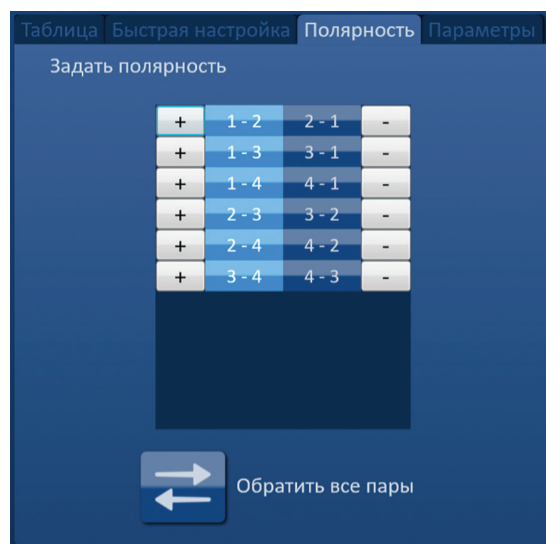 Таблица Быстрая настройка Полярность Параметры
Задать полярность
+ 1 - 2 2 - 1 -
+ 1 - 3 3 - 1 -
+ 1 - 4 4 - 1 -
+ 2 - 3 3 - 2 -
+ 2 - 4 4 - 2 -
+ 3 - 4 4 - 3 -
Обратить все пары